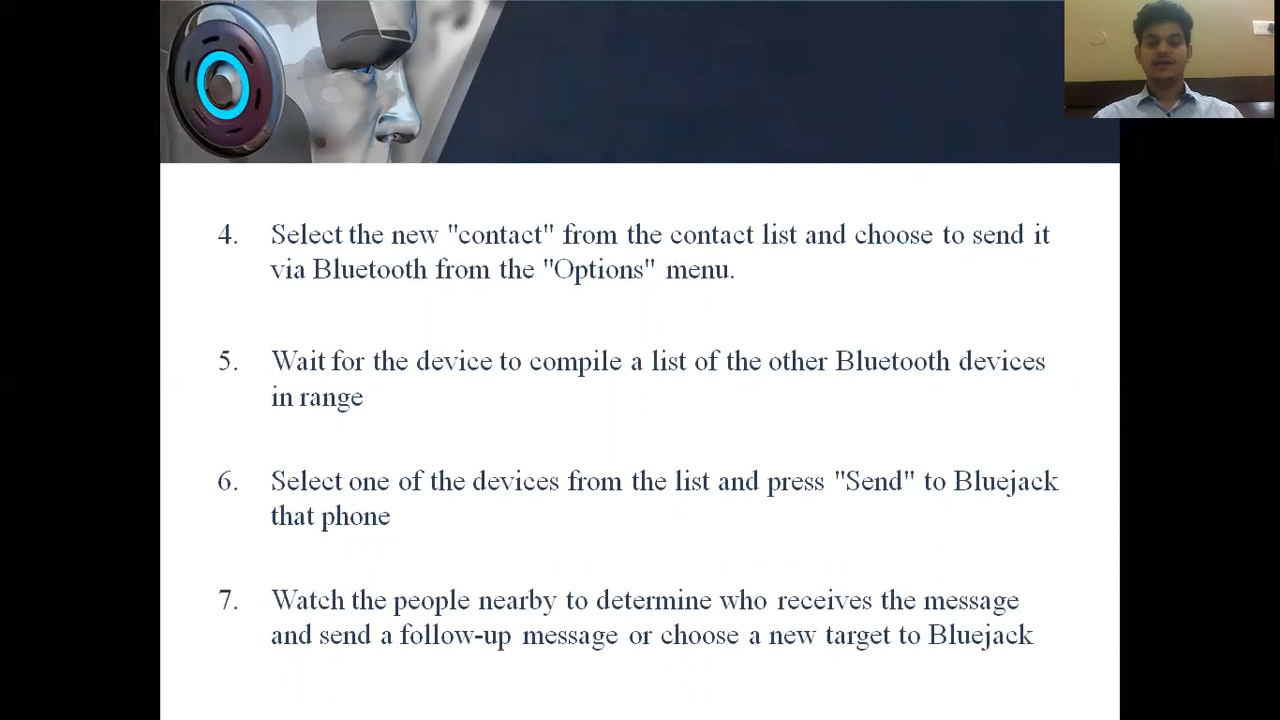 4. Select the new "contact" from the contact list and choose to send it
via Bluetooth from the "Options" menu.
5. Wait for the device to compile a list of the other Bluetooth devices
in range
6. Select one of the devices from the list and press "Send" to Bluejack
that phone
7. Watch the people nearby to determine who receives the message
and send a follow-up message or choose a new target to Bluejack